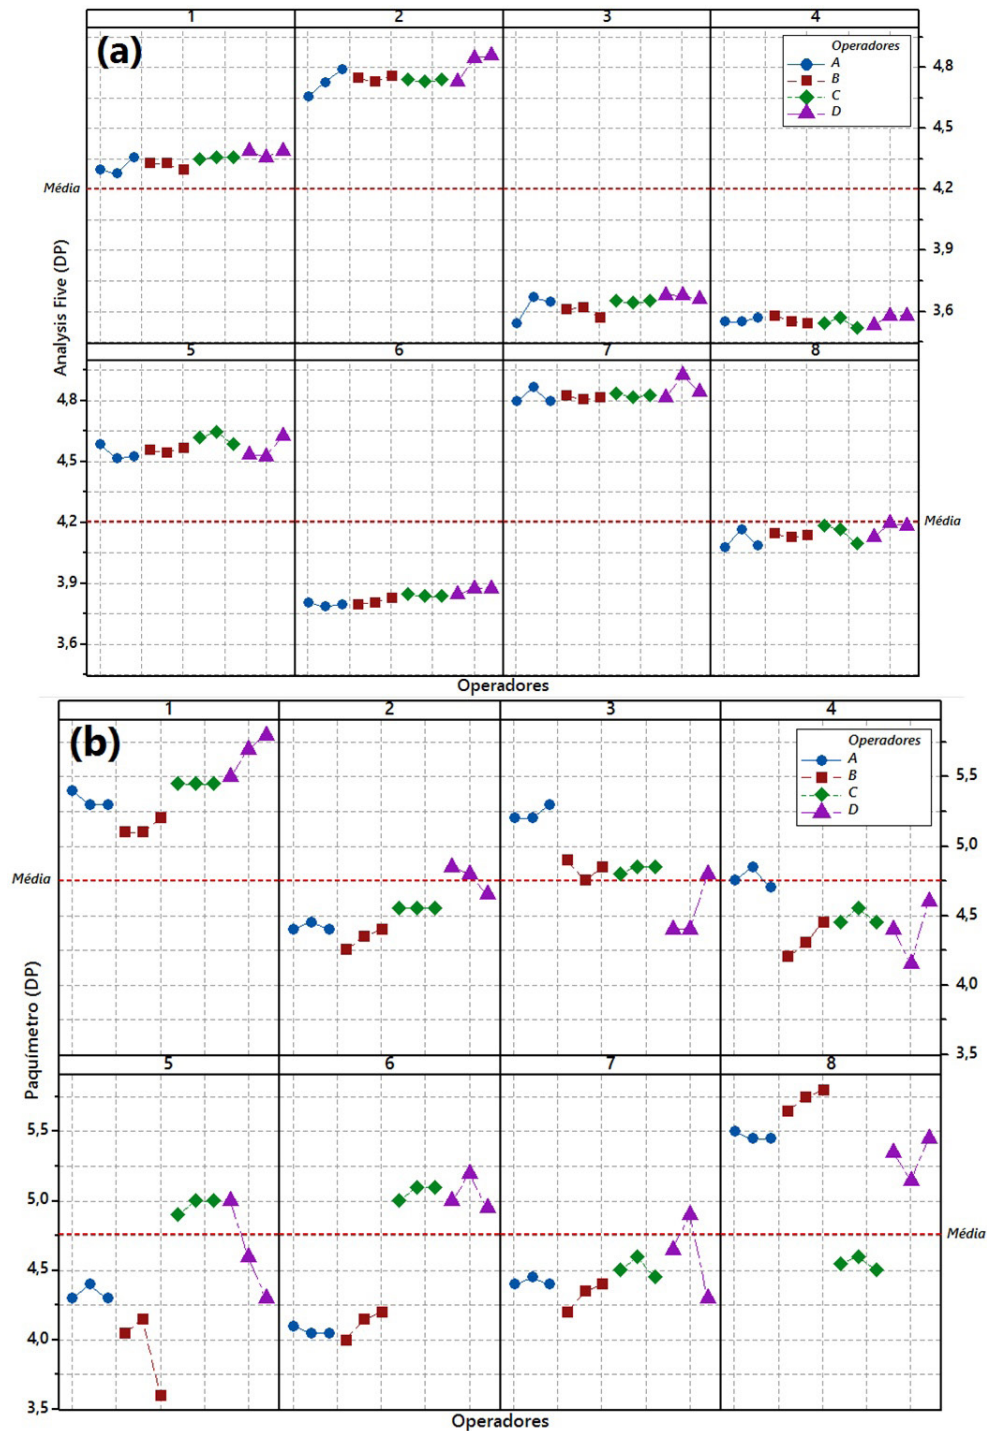 1 2 3 4
(a)
Operadores
A
B
C
D
4,8
4,5
Média
4,2
3,9
3,6
Analysis Five (DP)
5 6 7 8
4,8
4,5
4,2
Média
3,9
3,6
Operadores
1 2 3 4
(b)
Operadores
A
B
C
D
5,5
5,0
Média
4,5
4,0
3,5
Paquímetro (DP)
5 6 7 8
5,5
5,0
Média
4,5
4,0
3,5
Operadores